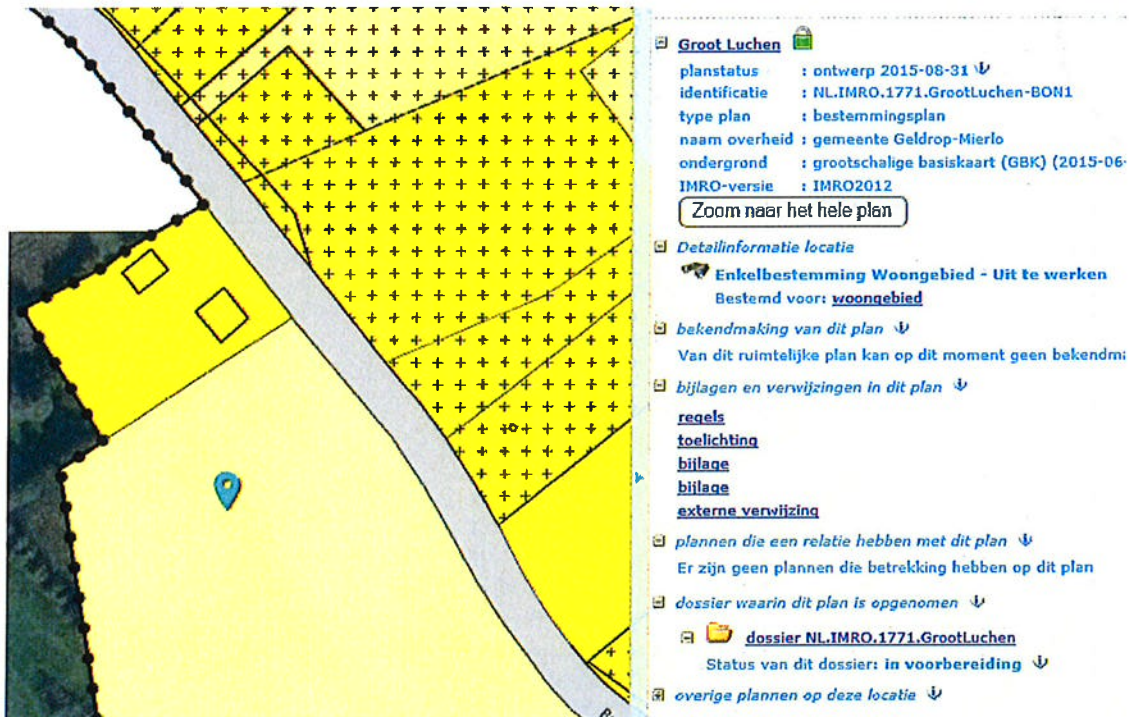 Groot Luchen
planstatus : ontwerp 2015-08-31
identificatie : NL.IMRO.1771.GrootLuchen-BON1
type plan : bestemmingsplan
naam overheid : gemeente Geldrop-Mierlo
ondergrond : grootschalige basiskaart (GBK) (2015-06-
IMRO-versie : IMRO2012
Zoom naar het hele plan
Detailinformatie locatie
Enkelbestemming Woongebied - Uit te werken
Bestemd voor: woongebied
bekendmaking van dit plan
Van dit ruimtelijke plan kan op dit moment geen bekendm
bijlagen en verwijzingen in dit plan
regels
toelichting
bijlage
bijlage
externe verwijzing
plannen die een relatie hebben met dit plan
Er zijn geen plannen die betrekking hebben op dit plan
dossier waarin dit plan is opgenomen
dossier NL.IMRO.1771.GrootLuchen
Status van dit dossier: in voorbereiding
overige plannen op deze locatie